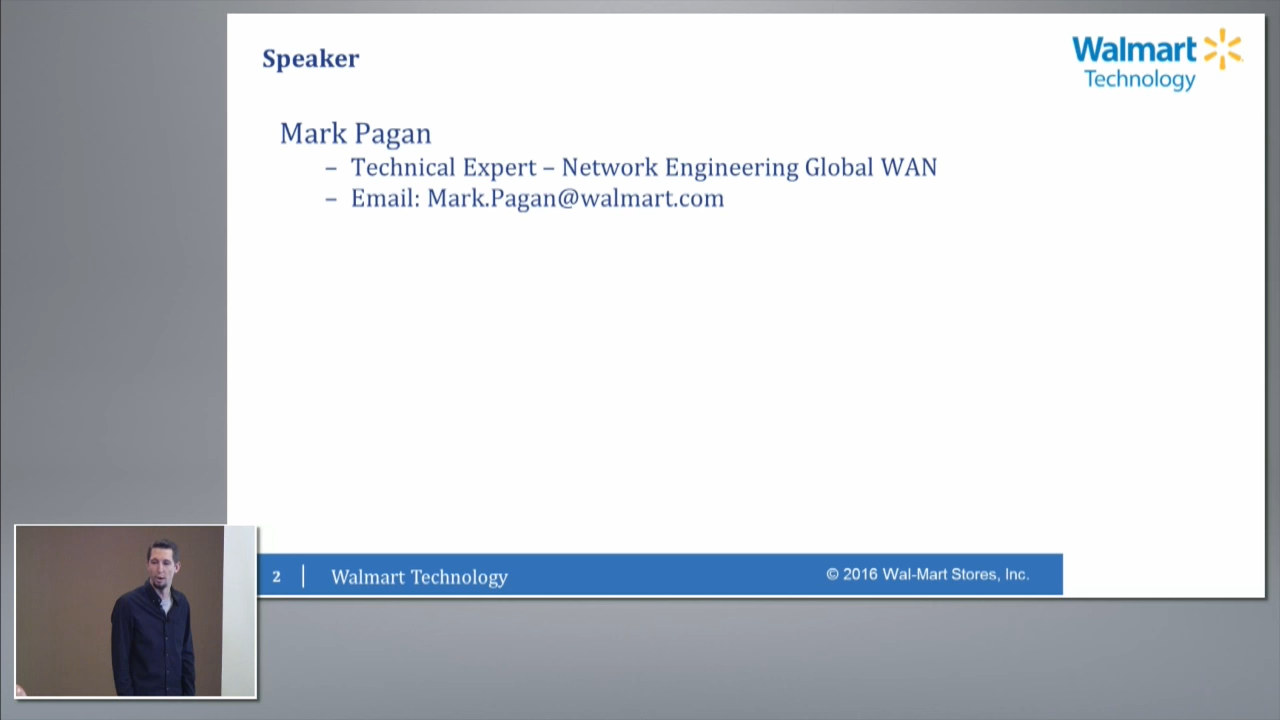 Speaker
Walmart
Technology
Mark Pagan
– Technical Expert – Network Engineering Global WAN
– Email: Mark.Pagan@walmart.com
2 | Walmart Technology
© 2016 Wal-Mart Stores, Inc.